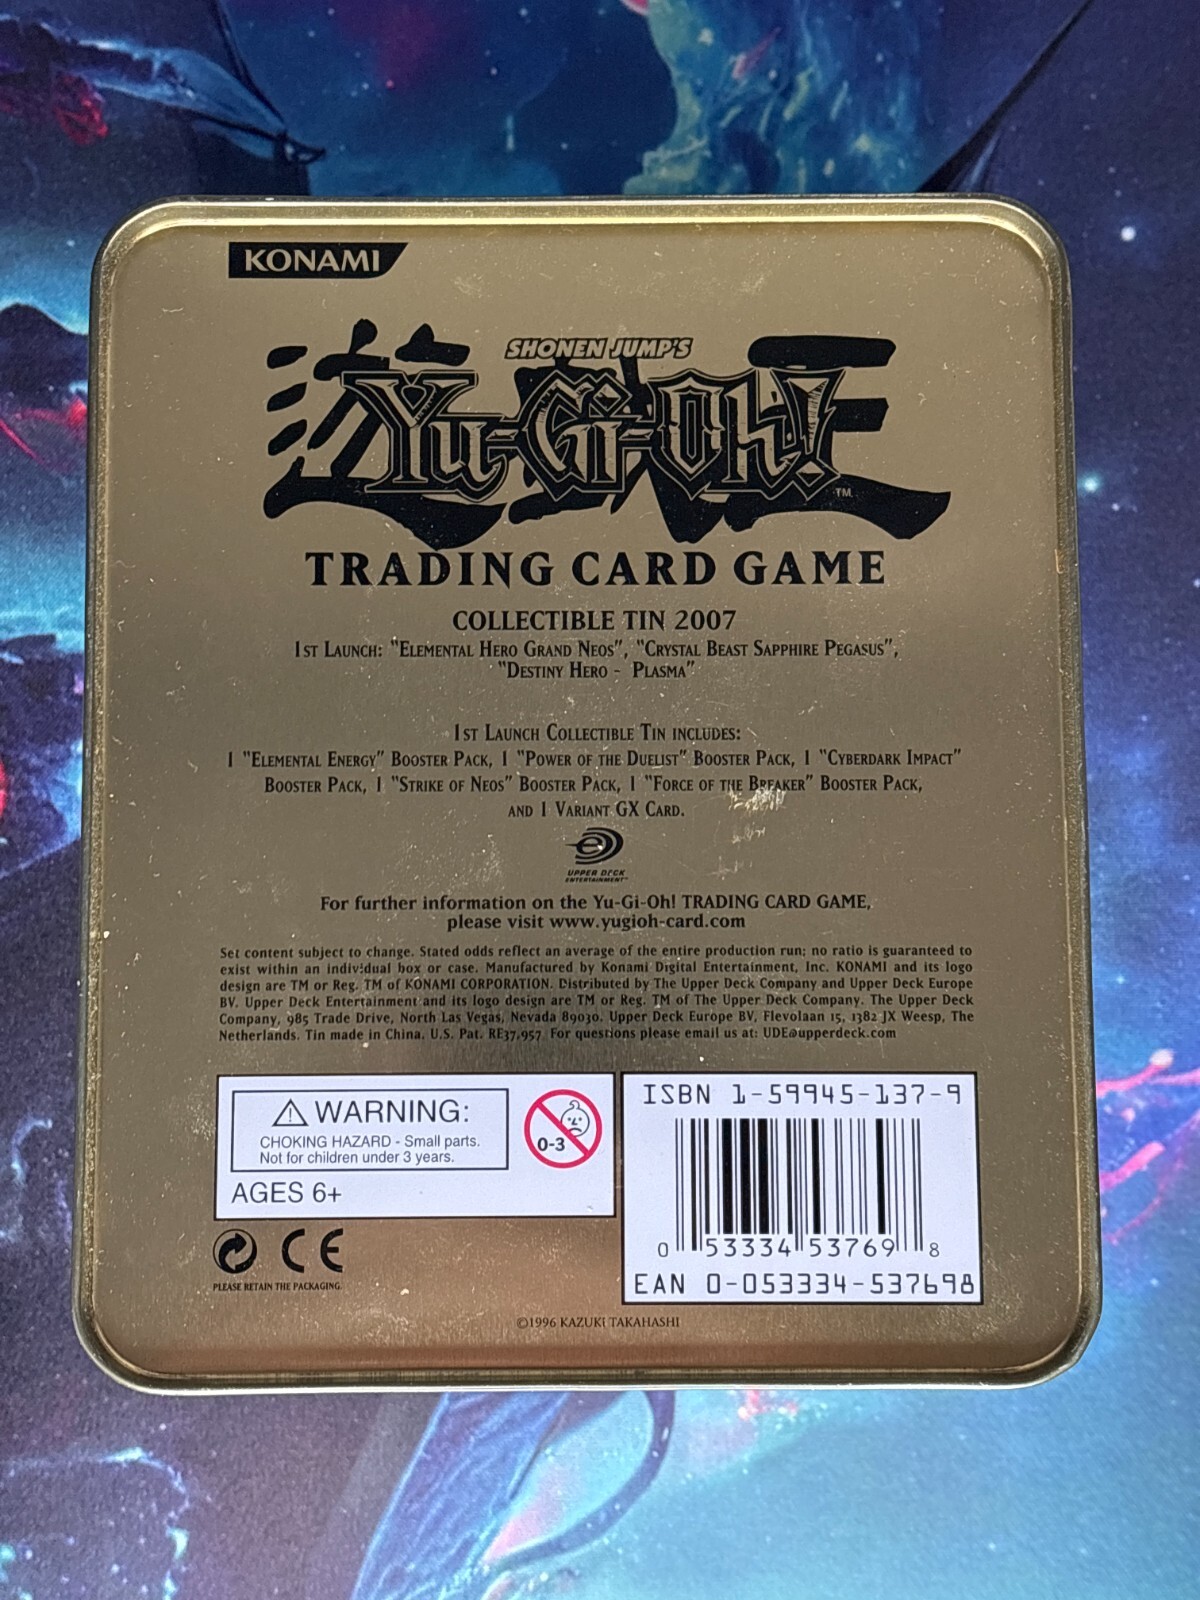 KONAMI
SHONEN JUMP'S
遊戯王
Yu-Gi-Oh!
TM
TRADING CARD GAME
COLLECTIBLE TIN 2007
1ST LAUNCH: "ELEMENTAL HERO GRAND NEOS", "CRYSTAL BEAST SAPPHIRE PEGASUS",
"DESTINY HERO - PLASMA"
1ST LAUNCH COLLECTIBLE TIN INCLUDES:
1 "ELEMENTAL ENERGY" BOOSTER PACK, 1 "POWER OF THE DUELIST" BOOSTER PACK, 1 "CYBERDARK IMPACT"
BOOSTER PACK, 1 "STRIKE OF NEOS" BOOSTER PACK, 1 "FORCE OF THE BREAKER" BOOSTER PACK,
AND 1 VARIANT GX CARD.
UPPER DECK
ENTERTAINMENT™
For further information on the Yu-Gi-Oh! TRADING CARD GAME,
please visit www.yugioh-card.com
Set content subject to change. Stated odds reflect an average of the entire production run; no ratio is guaranteed to
exist within an individual box or case. Manufactured by Konami Digital Entertainment, Inc. KONAMI and its logo
design are TM or Reg. TM of KONAMI CORPORATION. Distributed by The Upper Deck Company and Upper Deck Europe
BV. Upper Deck Entertainment and its logo design are TM or Reg. TM of The Upper Deck Company. The Upper Deck
Company, 985 Trade Drive, North Las Vegas, Nevada 89030. Upper Deck Europe BV, Flevolaan 15, 1382 JX Weesp, The
Netherlands. Tin made in China. U.S. Pat. RE37,957 For questions please email us at: UDE@upperdeck.com
WARNING:
CHOKING HAZARD - Small parts.
Not for children under 3 years.
0-3
AGES 6+
CE
PLEASE RETAIN THE PACKAGING.
ISBN 1-59945-137-9
0 53334 53769 8
EAN 0-053334-537698
©1996 KAZUKI TAKAHASHI